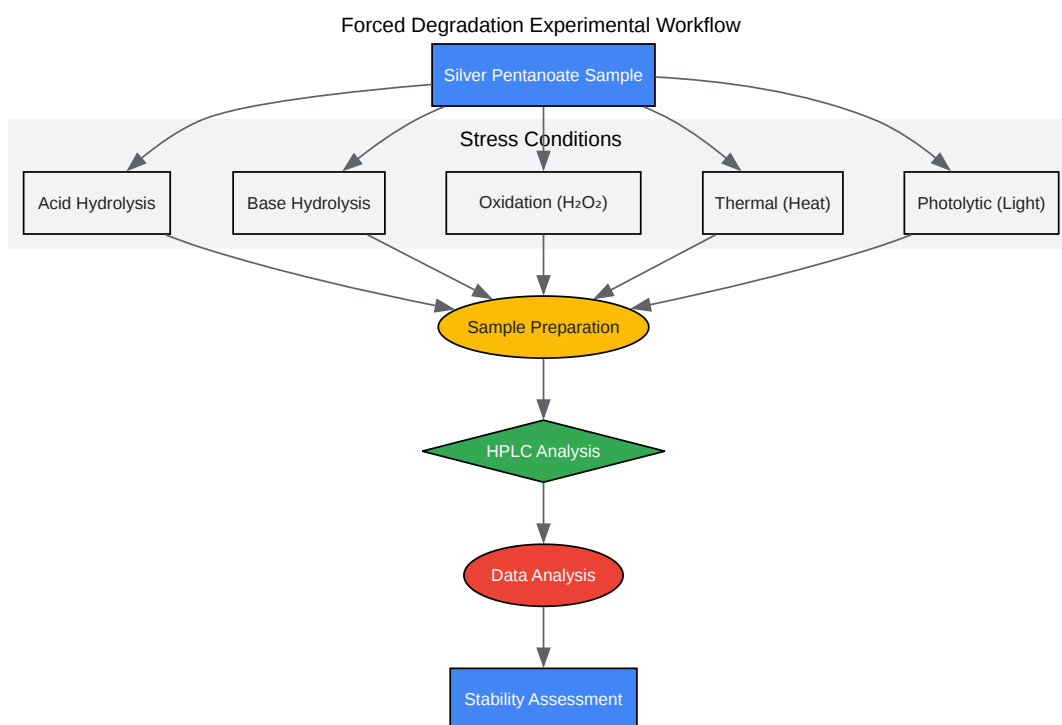 Forced Degradation Experimental Workflow
Silver Pentanoate Sample
Stress Conditions
Acid Hydrolysis
Base Hydrolysis
Oxidation (H₂O₂)
Thermal (Heat)
Photolytic (Light)
Sample Preparation
HPLC Analysis
Data Analysis
Stability Assessment